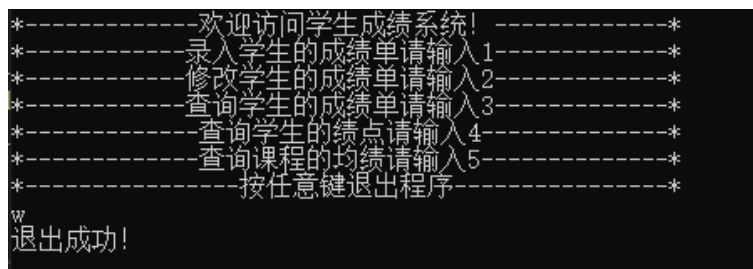 *-------------欢迎访问学生成绩系统! -------------*
*------------录入学生的成绩单请输入1------------*
*------------修改学生的成绩单请输入2------------*
*------------查询学生的成绩单请输入3------------*
*-------------查询学生的绩点请输入4-------------*
*-------------查询课程的均绩请输入5-------------*
*----------------按任意键退出程序----------------*
w
退出成功!